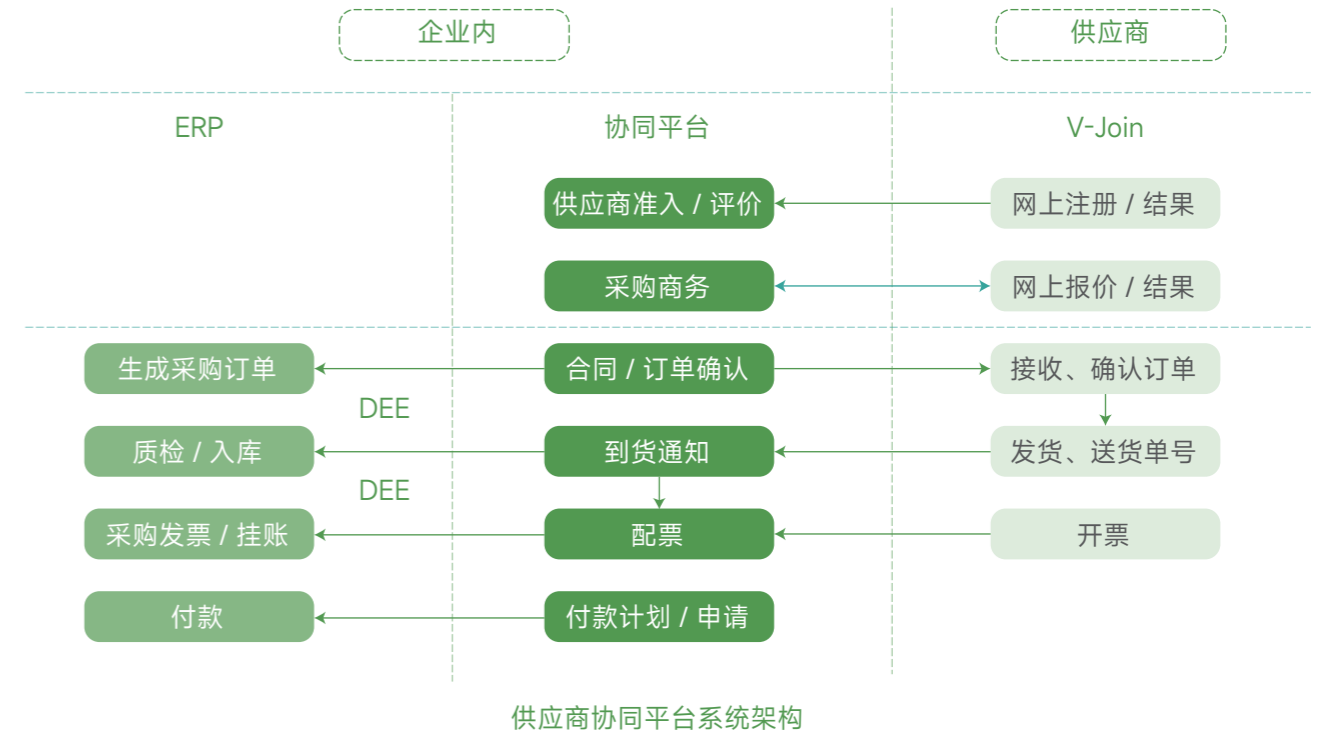 企业内
供应商
ERP
协同平台
V-Join
供应商准入 / 评价
网上注册 / 结果
采购商务
网上报价 / 结果
生成采购订单
合同 / 订单确认
接收、确认订单
DEE
质检 / 入库
到货通知
发货、送货单号
DEE
采购发票 / 挂账
配票
开票
付款
付款计划 / 申请
供应商协同平台系统架构